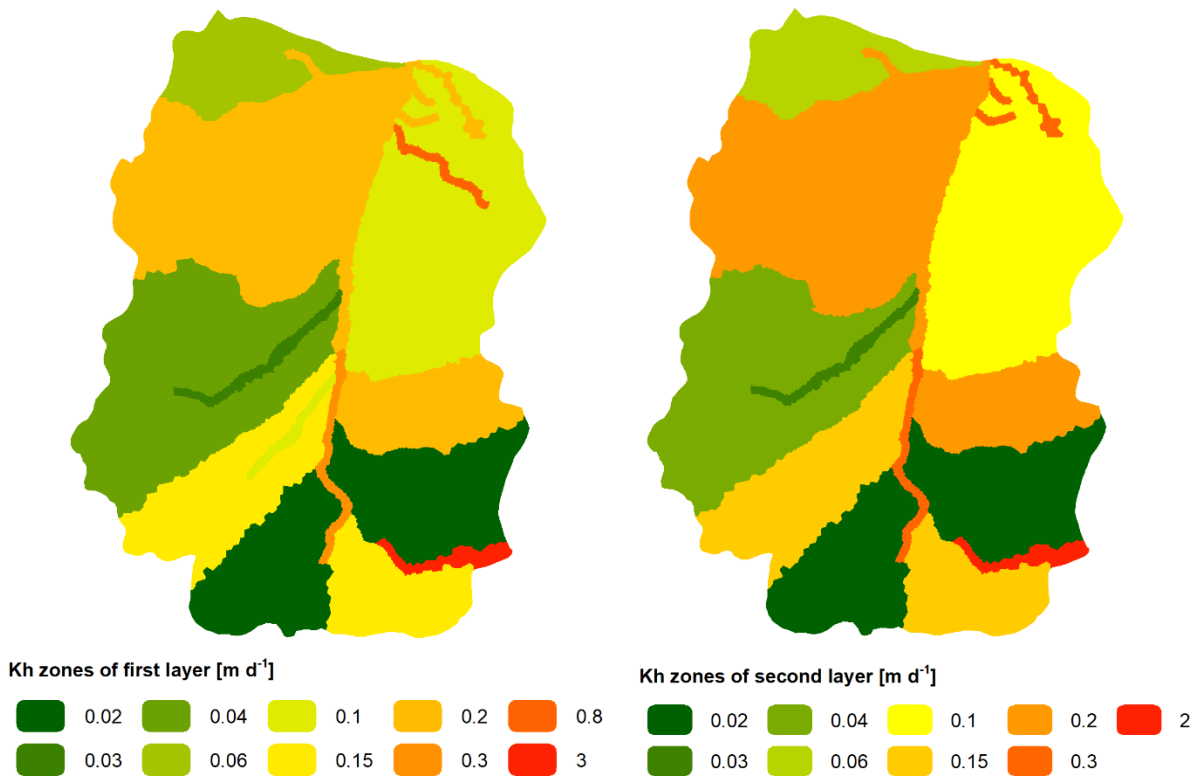 Kh zones of first layer [m d-1]
0.02 0.04 0.1 0.2 0.8
0.03 0.06 0.15 0.3 3
Kh zones of second layer [m d-1]
0.02 0.04 0.1 0.2 2
0.03 0.06 0.15 0.3